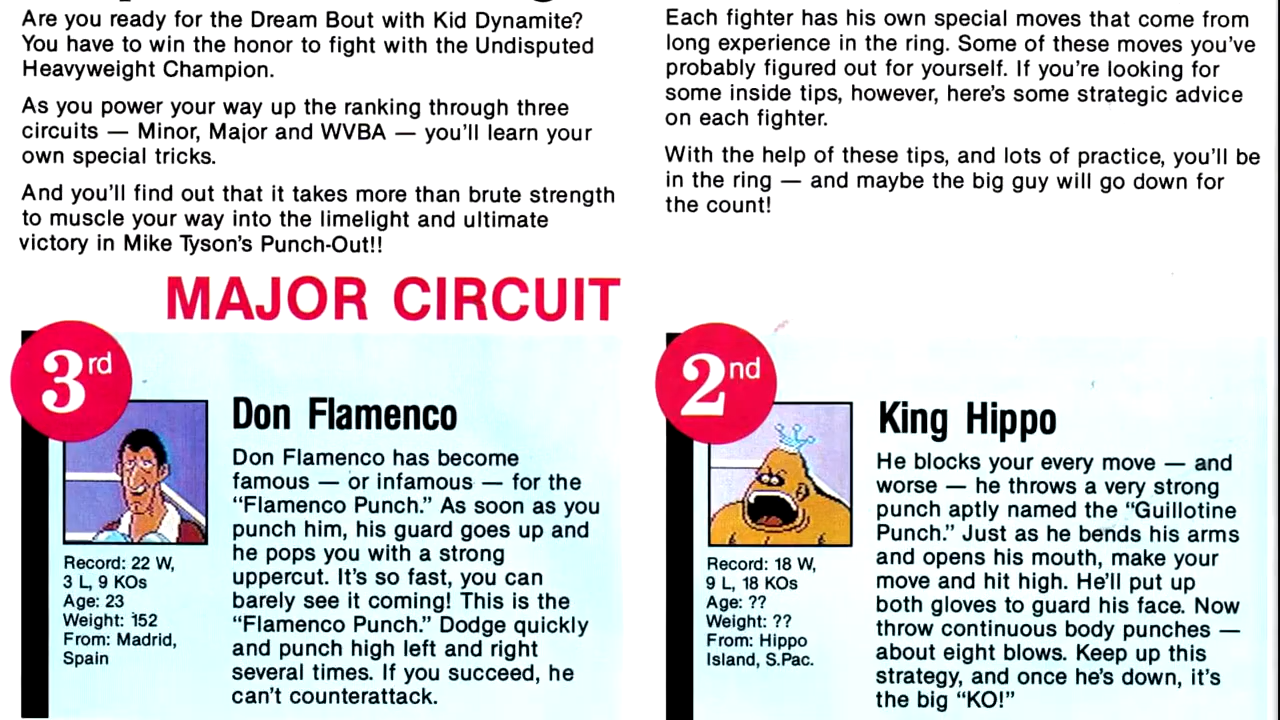 Are you ready for the Dream Bout with Kid Dynamite?
You have to win the honor to fight with the Undisputed
Heavyweight Champion.
As you power your way up the ranking through three
circuits — Minor, Major and WVBA — you'll learn your
own special tricks.
And you'll find out that it takes more than brute strength
to muscle your way into the limelight and ultimate
victory in Mike Tyson's Punch-Out!!
Each fighter has his own special moves that come from
long experience in the ring. Some of these moves you've
probably figured out for yourself. If you're looking for
some inside tips, however, here's some strategic advice
on each fighter.
With the help of these tips, and lots of practice, you'll be
in the ring — and maybe the big guy will go down for
the count!
MAJOR CIRCUIT
3rd
Don Flamenco
Don Flamenco has become
famous — or infamous — for the
“Flamenco Punch.” As soon as you
punch him, his guard goes up and
he pops you with a strong
uppercut. It's so fast, you can
barely see it coming! This is the
“Flamenco Punch.” Dodge quickly
and punch high left and right
several times. If you succeed, he
can't counterattack.
Record: 22 W,
3 L, 9 KOs
Age: 23
Weight: 152
From: Madrid,
Spain
2nd
King Hippo
He blocks your every move — and
worse — he throws a very strong
punch aptly named the “Guillotine
Punch.” Just as he bends his arms
and opens his mouth, make your
move and hit high. He'll put up
both gloves to guard his face. Now
throw continuous body punches —
about eight blows. Keep up this
strategy, and once he's down, it's
the big “KO!”
Record: 18 W,
9 L, 18 KOs
Age: ??
Weight: ??
From: Hippo
Island, S.Pac.